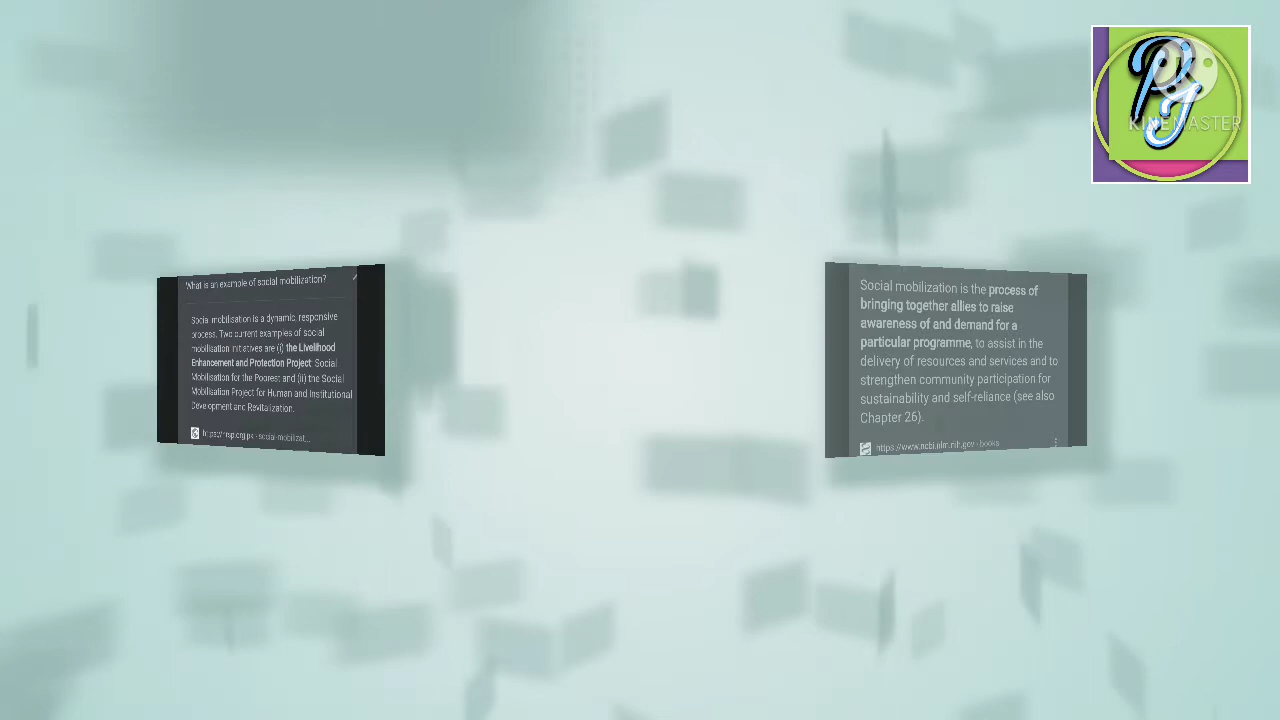 What is an example of social mobilization?
Social mobilisation is a dynamic, responsive
process. Two current examples of social
mobilisation initiatives are (i) the Livelihood
Enhancement and Protection Project: Social
Mobilisation for the Poorest and (ii) the Social
Mobilisation Project for Human and Institutional
Development and Revitalization.
Social mobilization is the process of
bringing together allies to raise
awareness of and demand for a
particular programme, to assist in the
delivery of resources and services and to
strengthen community participation for
sustainability and self-reliance (see also
Chapter 26).
https://www.ncbi.nlm.nih.gov › books
KINEMASTER